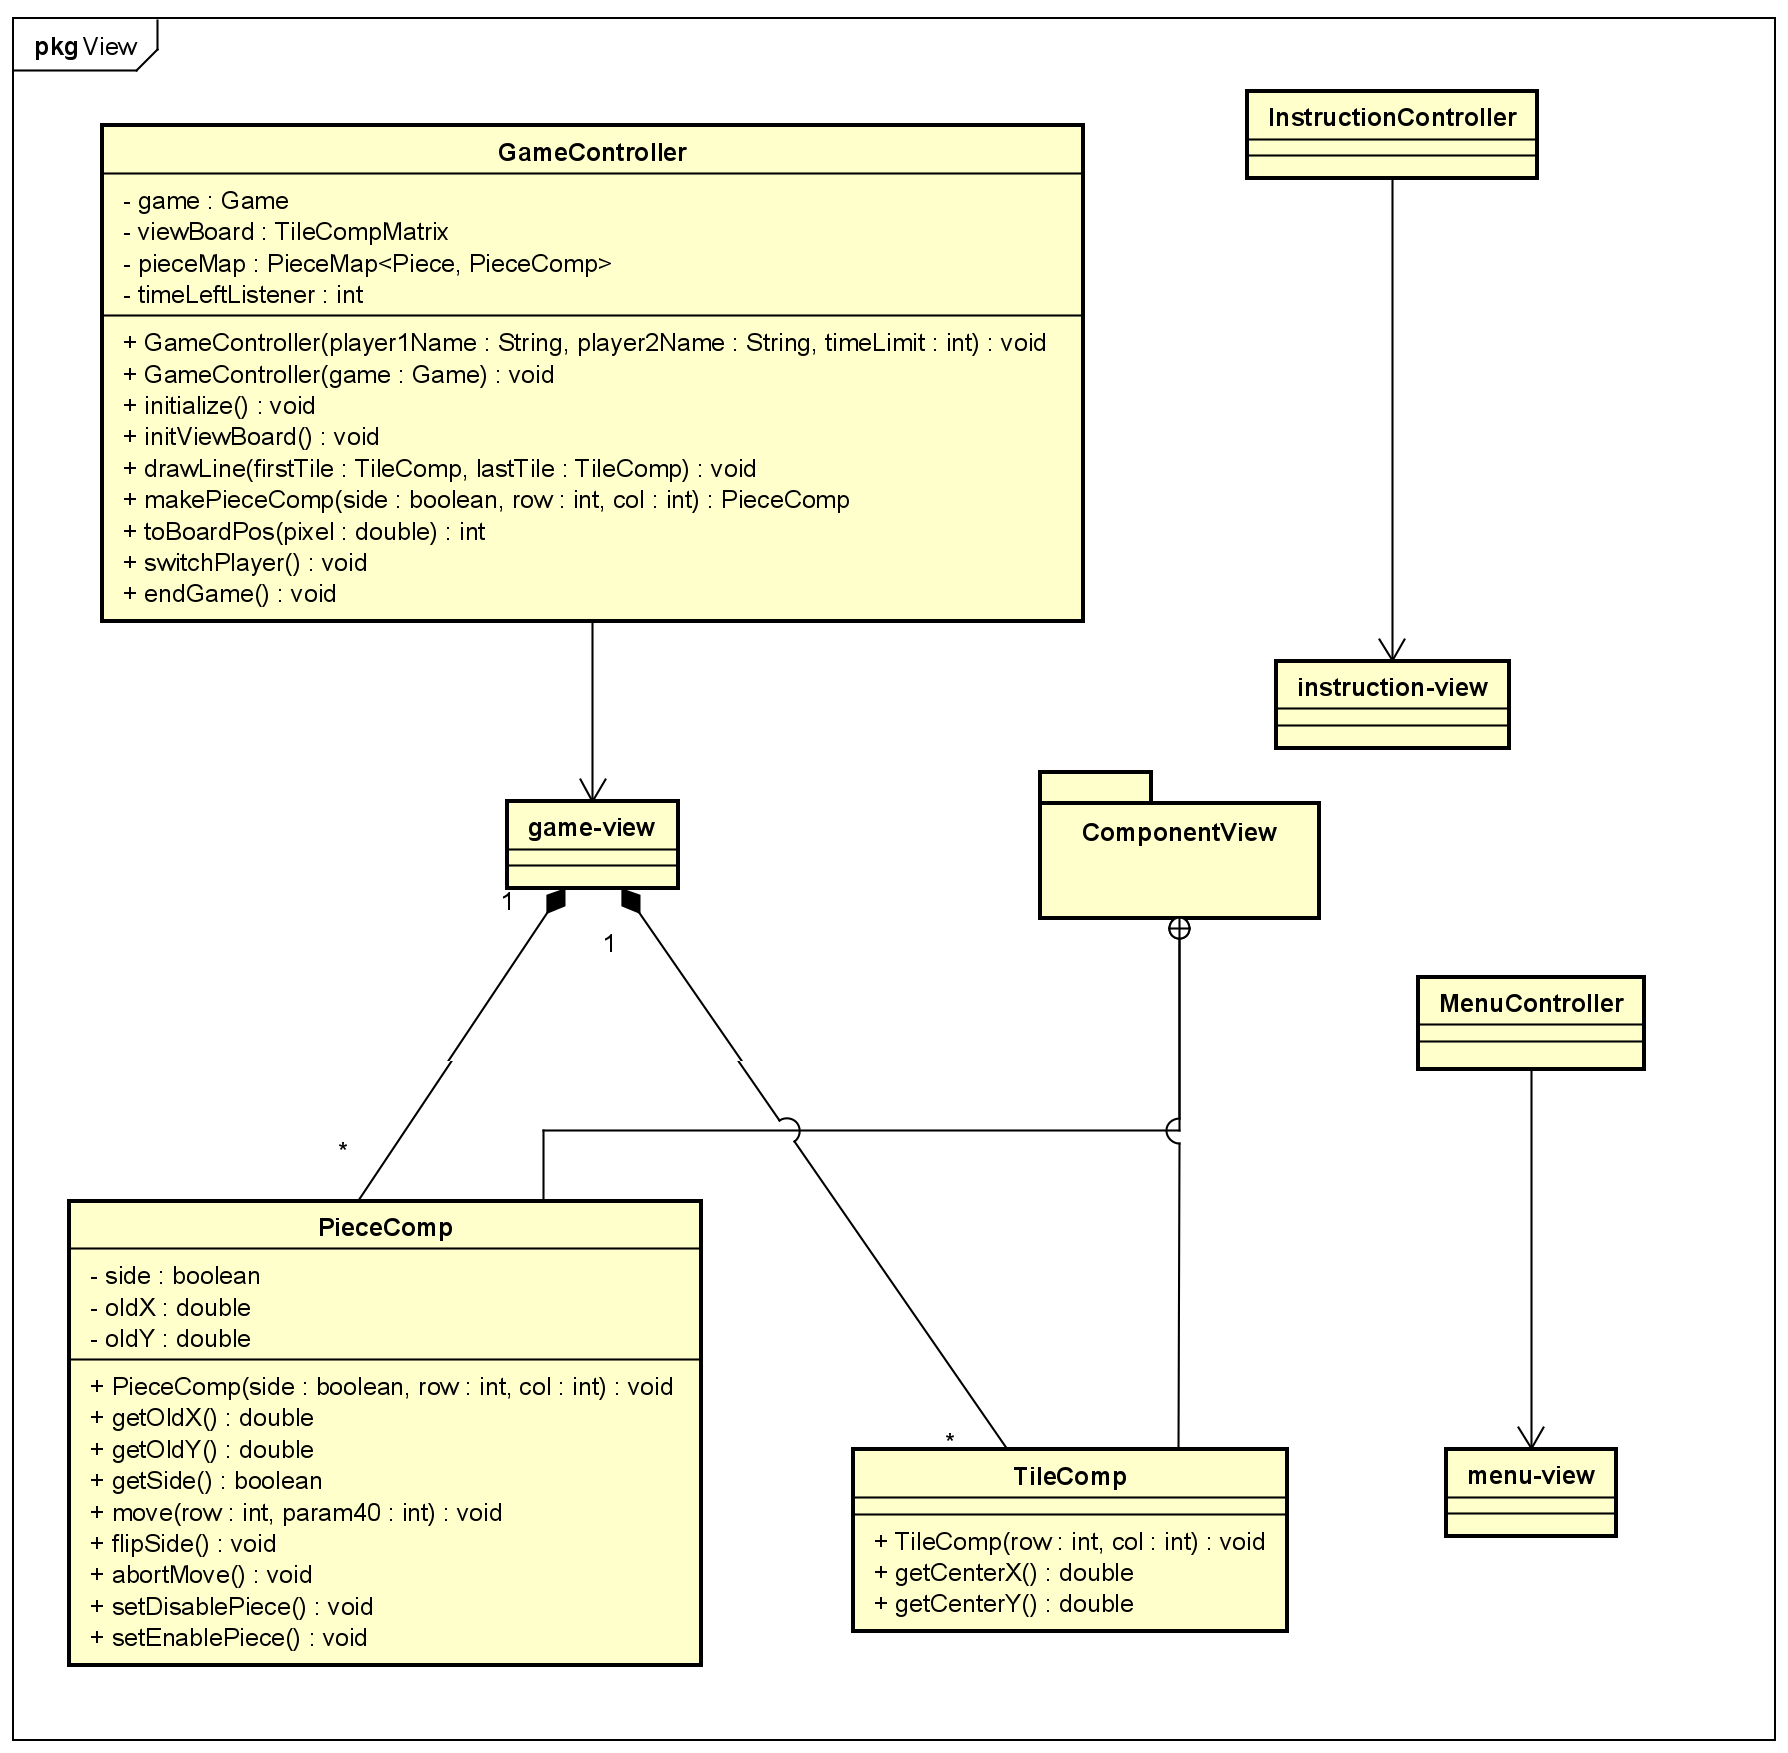 pkg View
InstructionController
GameController
- game : Game
- viewBoard : TileCompMatrix
- pieceMap : PieceMap<Piece, PieceComp>
- timeLeftListener : int
+ GameController(player1Name : String, player2Name : String, timeLimit : int) : void
+ GameController(game : Game) : void
+ initialize() : void
+ initViewBoard() : void
+ drawLine(firstTile : TileComp, lastTile : TileComp) : void
+ makePieceComp(side : boolean, row : int, col : int) : PieceComp
+ toBoardPos(pixel : double) : int
+ switchPlayer() : void
+ endGame() : void
instruction-view
game-view
ComponentView
1
1
MenuController
*
PieceComp
- side : boolean
- oldX : double
- oldY : double
+ PieceComp(side : boolean, row : int, col : int) : void
+ getOldX() : double
+ getOldY() : double
+ getSide() : boolean
+ move(row : int, param40 : int) : void
+ flipSide() : void
+ abortMove() : void
+ setDisablePiece() : void
+ setEnablePiece() : void
*
TileComp
+ TileComp(row : int, col : int) : void
+ getCenterX() : double
+ getCenterY() : double
menu-view